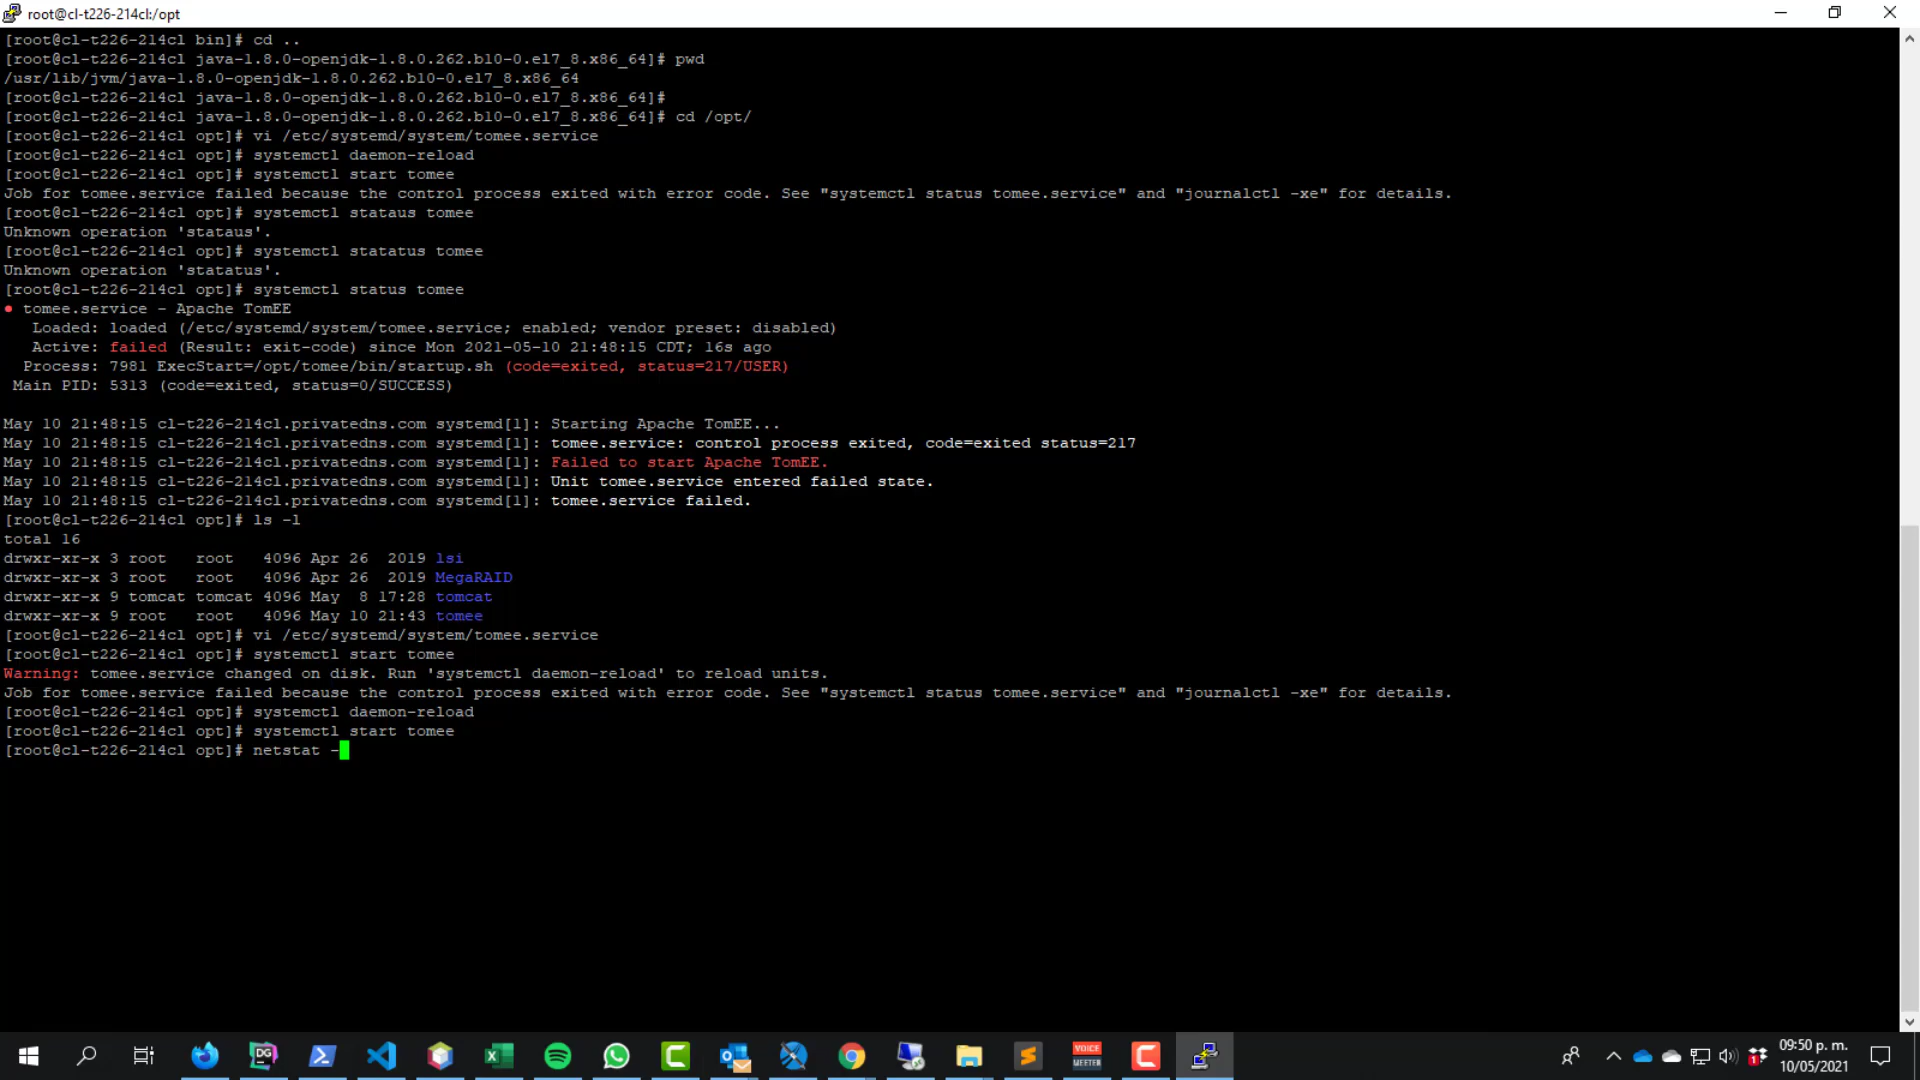 root@cl-t226-214cl:/opt
[root@cl-t226-214cl bin]# cd ..
[root@cl-t226-214cl java-1.8.0-openjdk-1.8.0.262.b10-0.el7_8.x86_64]# pwd
/usr/lib/jvm/java-1.8.0-openjdk-1.8.0.262.b10-0.el7_8.x86_64
[root@cl-t226-214cl java-1.8.0-openjdk-1.8.0.262.b10-0.el7_8.x86_64]#
[root@cl-t226-214cl java-1.8.0-openjdk-1.8.0.262.b10-0.el7_8.x86_64]# cd /opt/
[root@cl-t226-214cl opt]# vi /etc/systemd/system/tomee.service
[root@cl-t226-214cl opt]# systemctl daemon-reload
[root@cl-t226-214cl opt]# systemctl start tomee
Job for tomee.service failed because the control process exited with error code. See "systemctl status tomee.service" and "journalctl -xe" for details.
[root@cl-t226-214cl opt]# systemctl stataus tomee
Unknown operation 'stataus'.
[root@cl-t226-214cl opt]# systemctl statatus tomee
Unknown operation 'statatus'.
[root@cl-t226-214cl opt]# systemctl status tomee
● tomee.service - Apache TomEE
   Loaded: loaded (/etc/systemd/system/tomee.service; enabled; vendor preset: disabled)
   Active: failed (Result: exit-code) since Mon 2021-05-10 21:48:15 CDT; 16s ago
  Process: 7981 ExecStart=/opt/tomee/bin/startup.sh (code=exited, status=217/USER)
 Main PID: 5313 (code=exited, status=0/SUCCESS)
May 10 21:48:15 cl-t226-214cl.privatedns.com systemd[1]: Starting Apache TomEE...
May 10 21:48:15 cl-t226-214cl.privatedns.com systemd[1]: tomee.service: control process exited, code=exited status=217
May 10 21:48:15 cl-t226-214cl.privatedns.com systemd[1]: Failed to start Apache TomEE.
May 10 21:48:15 cl-t226-214cl.privatedns.com systemd[1]: Unit tomee.service entered failed state.
May 10 21:48:15 cl-t226-214cl.privatedns.com systemd[1]: tomee.service failed.
[root@cl-t226-214cl opt]# ls -l
total 16
drwxr-xr-x 3 root   root   4096 Apr 26  2019 lsi
drwxr-xr-x 3 root   root   4096 Apr 26  2019 MegaRAID
drwxr-xr-x 9 tomcat tomcat 4096 May  8 17:28 tomcat
drwxr-xr-x 9 root   root   4096 May 10 21:43 tomee
[root@cl-t226-214cl opt]# vi /etc/systemd/system/tomee.service
[root@cl-t226-214cl opt]# systemctl start tomee
Warning: tomee.service changed on disk. Run 'systemctl daemon-reload' to reload units.
Job for tomee.service failed because the control process exited with error code. See "systemctl status tomee.service" and "journalctl -xe" for details.
[root@cl-t226-214cl opt]# systemctl daemon-reload
[root@cl-t226-214cl opt]# systemctl start tomee
[root@cl-t226-214cl opt]# netstat -
DG
VOICE
MEETER
1
09:50 p. m.
10/05/2021